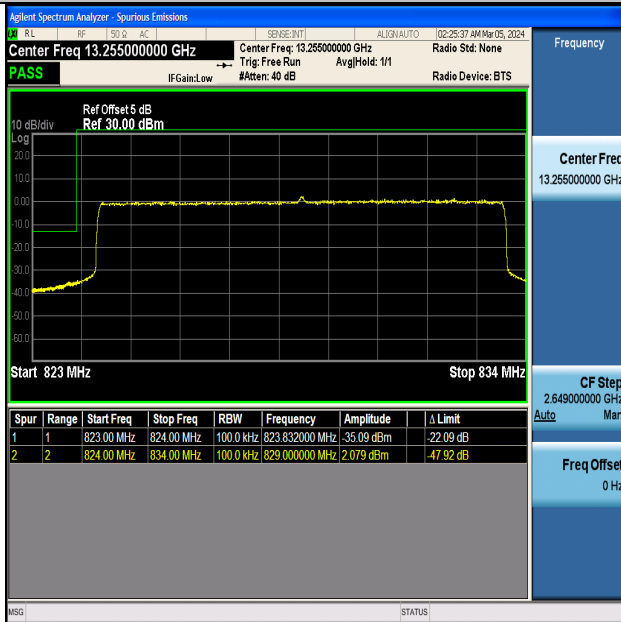 Agilent Spectrum Analyzer - Spurious Emissions
RL RF 50 Ω AC SENSE:INT ALIGNAUTO 02:25:37 AM Mar 05, 2024
Center Freq 13.255000000 GHz
Center Freq: 13.255000000 GHz
Radio Std: None
Trig: Free Run Avg|Hold: 1/1
PASS
IFGain:Low
#Atten: 40 dB
Radio Device: BTS
Frequency
Ref Offset 5 dB
10 dB/div Ref 30.00 dBm
Log
20.0
10.0
0.00
-10.0
-20.0
-30.0
-40.0
-50.0
-60.0
Start 823 MHz Stop 834 MHz
Center Freq
13.255000000 GHz
CF Step
2.649000000 GHz
Auto Man
Freq Offset
0 Hz
Spur Range Start Freq Stop Freq RBW Frequency Amplitude Δ Limit
1 1 823.00 MHz 824.00 MHz 100.0 kHz 823.832000 MHz -35.09 dBm -22.09 dB
2 2 824.00 MHz 834.00 MHz 100.0 kHz 829.000000 MHz 2.079 dBm -47.92 dB
MSG STATUS